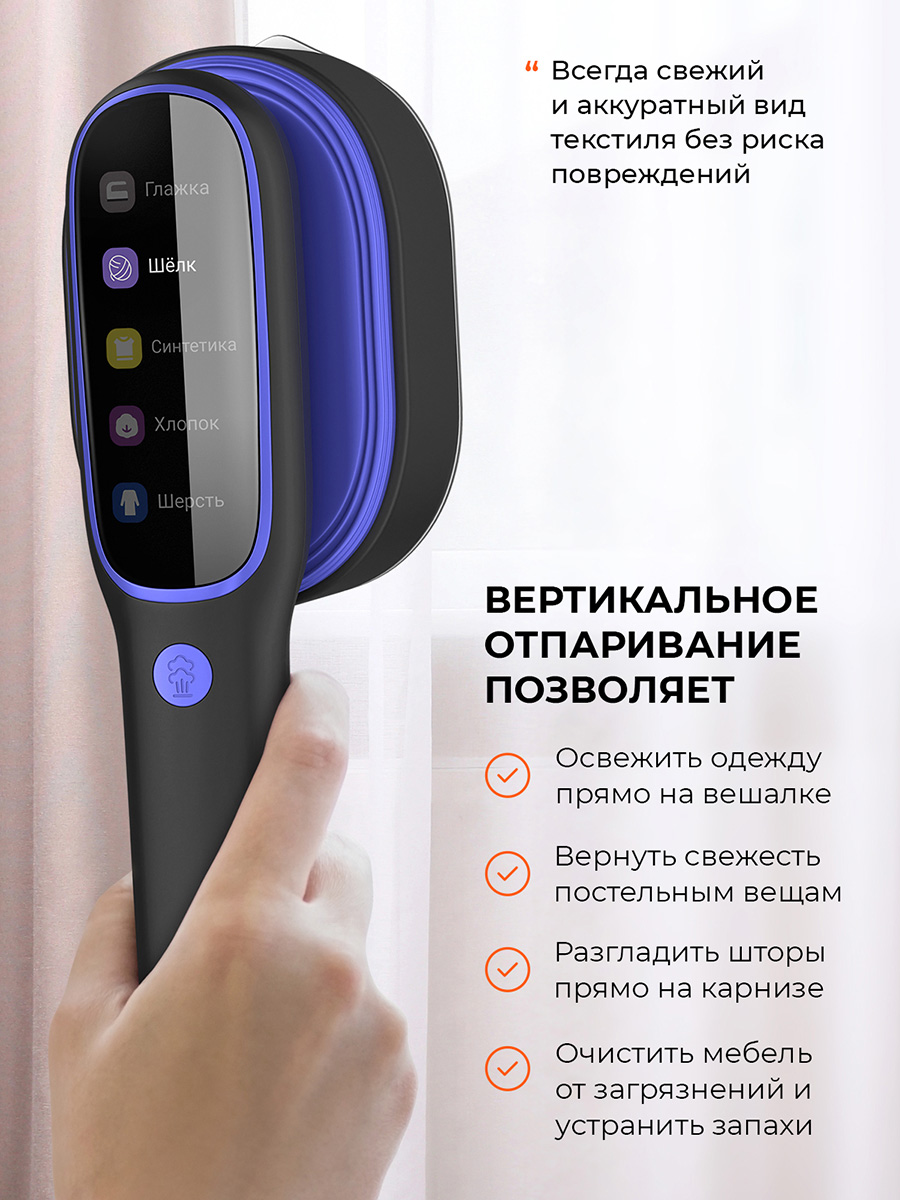 “ Всегда свежий
и аккуратный вид
текстиля без риска
повреждений
Глажка
Шёлк
Синтетика
Хлопок
Шерсть
ВЕРТИКАЛЬНОЕ
ОТПАРИВАНИЕ
ПОЗВОЛЯЕТ
Освежить одежду
прямо на вешалке
Вернуть свежесть
постельным вещам
Разгладить шторы
прямо на карнизе
Очистить мебель
от загрязнений и
устранить запахи